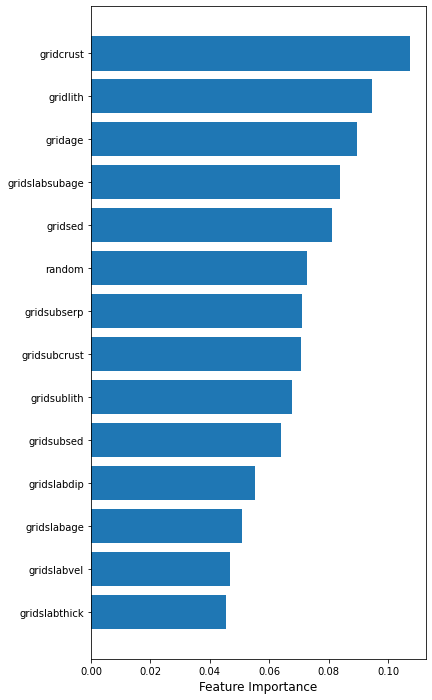 gridcrust
gridlith
gridage
gridslabsubage
gridsed
random
gridsubserp
gridsubcrust
gridsublith
gridsubsed
gridslabdip
gridslabage
gridslabvel
gridslabthick
0.00 0.02 0.04 0.06 0.08 0.10
Feature Importance